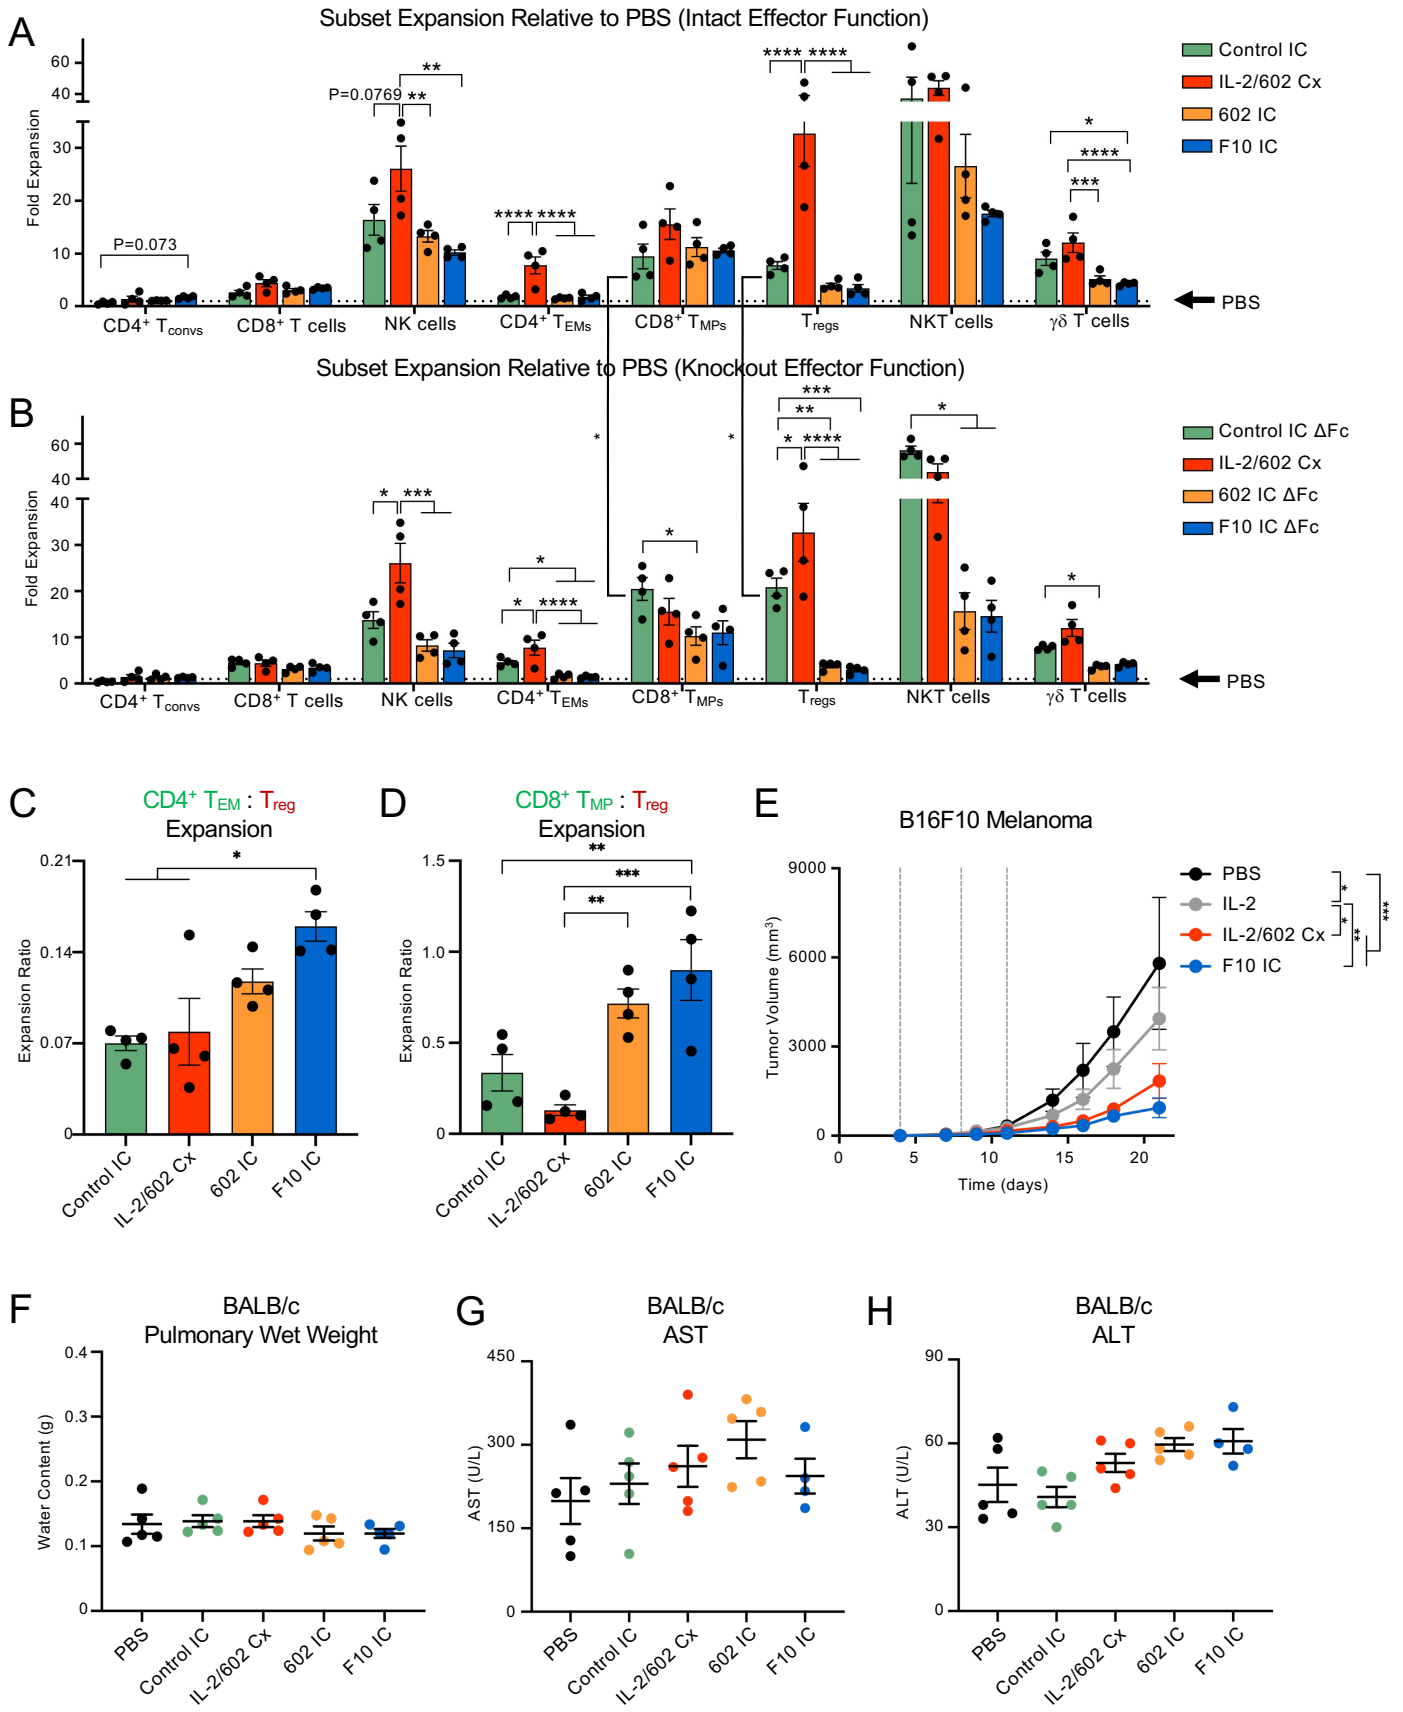 A
Subset Expansion Relative to PBS (Intact Effector Function)
Fold Expansion
60
40
30
20
10
0
P=0.073
P=0.0769
**
**
****
****
****
****
*
****
***
CD4+ Tconvs
CD8+ T cells
NK cells
CD4+ TEMs
CD8+ TMPs
Tregs
NKT cells
γδ T cells
PBS
Control IC
IL-2/602 Cx
602 IC
F10 IC
B
Subset Expansion Relative to PBS (Knockout Effector Function)
Fold Expansion
60
40
40
30
20
10
0
*
***
*
*
****
*
*
*
***
**
*
****
*
*
CD4+ Tconvs
CD8+ T cells
NK cells
CD4+ TEMs
CD8+ TMPs
Tregs
NKT cells
γδ T cells
PBS
Control IC ΔFc
IL-2/602 Cx
602 IC ΔFc
F10 IC ΔFc
C
CD4+ TEM : Treg
Expansion
Expansion Ratio
0.21
0.14
0.07
0
*
Control IC
IL-2/602 Cx
602 IC
F10 IC
D
CD8+ TMP : Treg
Expansion
Expansion Ratio
1.5
1.0
0.5
0
**
***
**
Control IC
IL-2/602 Cx
602 IC
F10 IC
E
B16F10 Melanoma
Tumor Volume (mm3)
9000
6000
3000
0
0
5
10
15
20
Time (days)
PBS
IL-2
IL-2/602 Cx
F10 IC
*
*
**
***
F
BALB/c
Pulmonary Wet Weight
Water Content (g)
0.4
0.3
0.2
0.1
0
PBS
Control IC
IL-2/602 Cx
602 IC
F10 IC
G
BALB/c
AST
AST (U/L)
450
300
150
0
PBS
Control IC
IL-2/602 Cx
602 IC
F10 IC
H
BALB/c
ALT
ALT (U/L)
90
60
30
0
PBS
Control IC
IL-2/602 Cx
602 IC
F10 IC